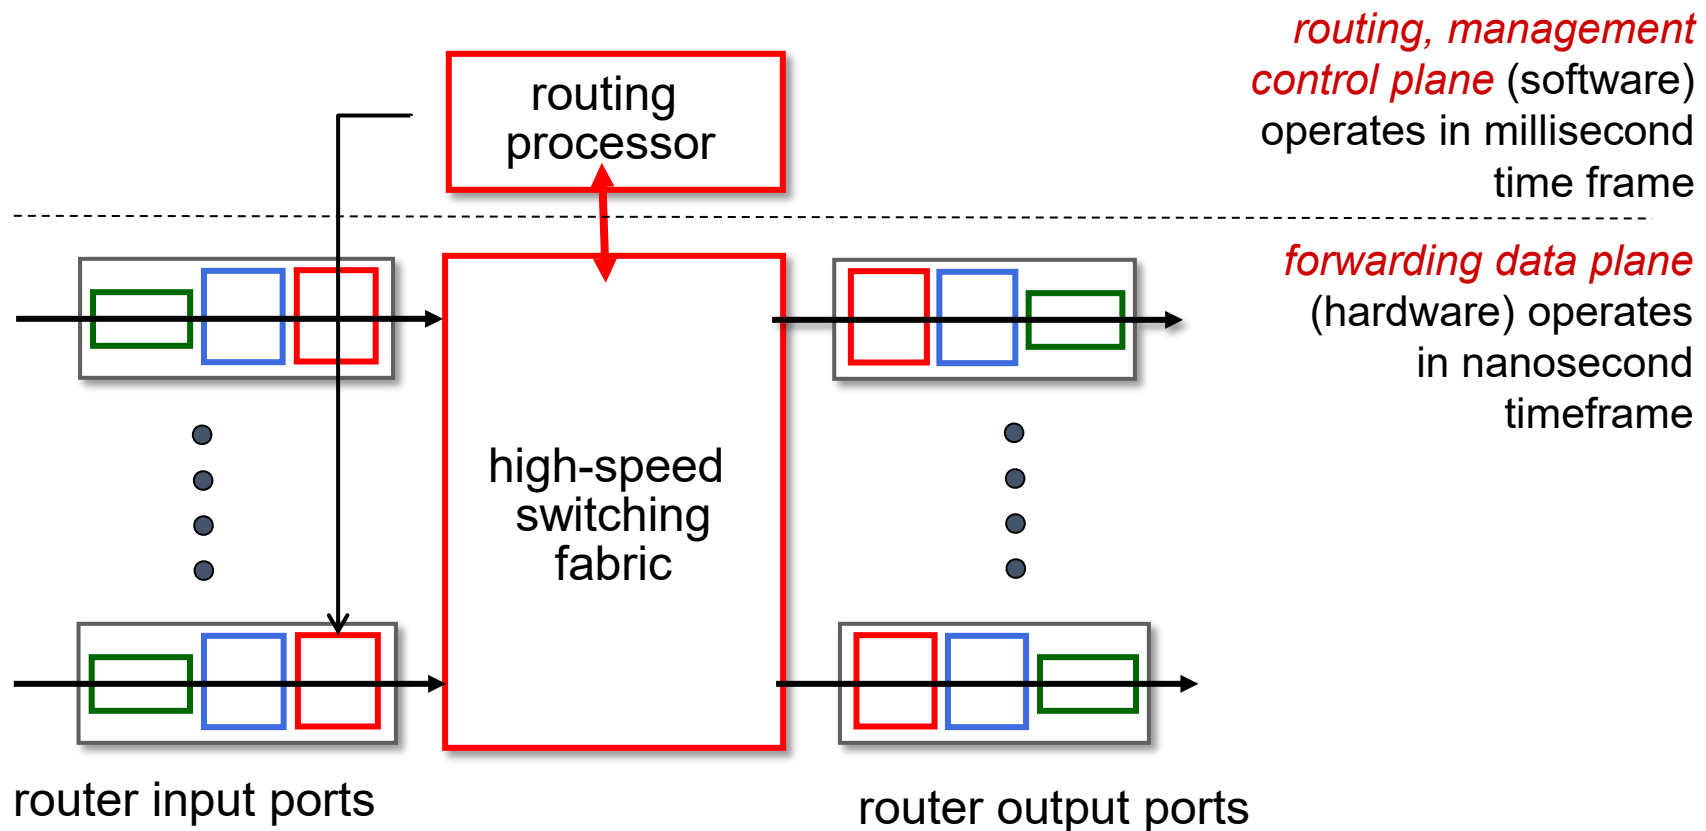 routing, management
control plane (software)
operates in millisecond
time frame
routing
processor
forwarding data plane
(hardware) operates
in nanosecond
timeframe
high-speed
switching
fabric
router input ports
router output ports